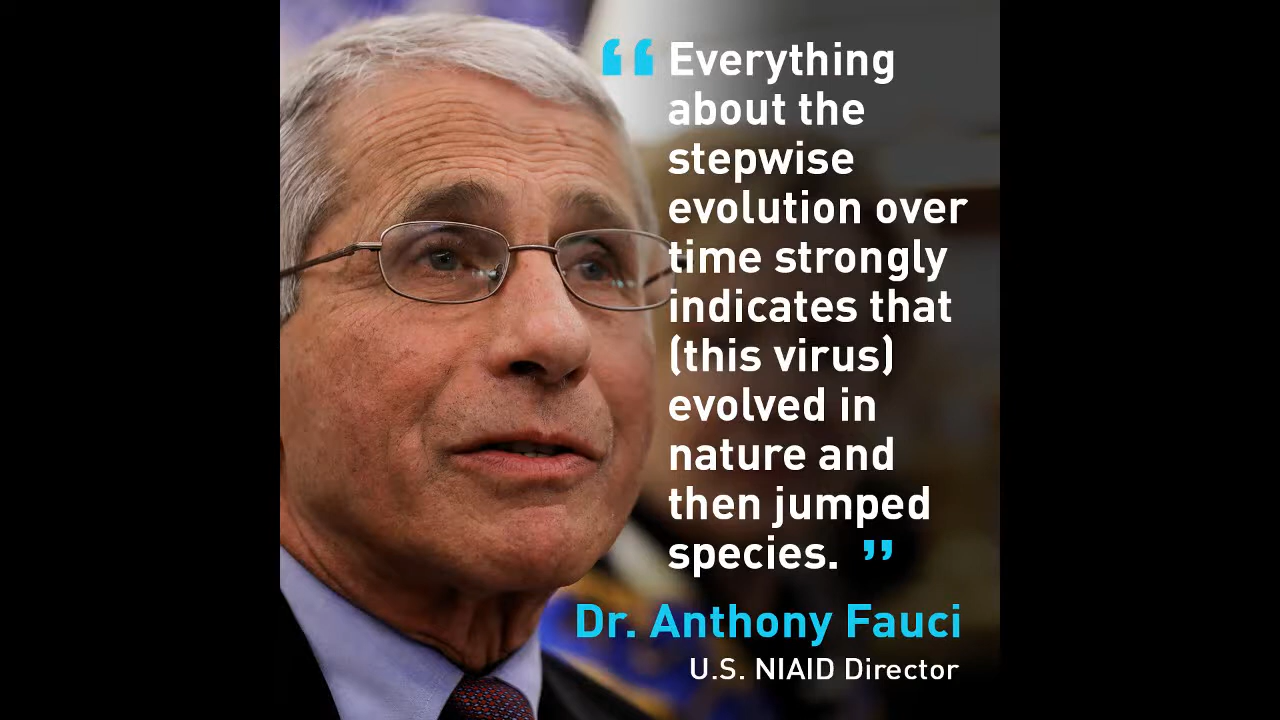 “ Everything
about the
stepwise
evolution over
time strongly
indicates that
(this virus)
evolved in
nature and
then jumped
species. ”
Dr. Anthony Fauci
U.S. NIAID Director